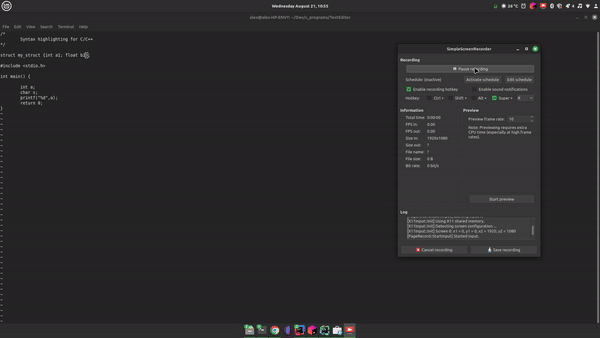 Wednesday August 21, 10:55
26 °C
alex@alex-HP-ENVY: ~/Dev/c_programs/TextEditor
File Edit View Search Terminal Help
/*
Syntax highlighting for C/C++
*/
struct my_struct {int a1; float b2};
#include <stdio.h>
int main() {
int a;
char s;
printf("%d",a);
return 0;
}
SimpleScreenRecorder
Recording
Pause recording
Scheduler: (inactive)
Activate schedule
Edit schedule
Enable recording hotkey
Enable sound notifications
Hotkey:
Ctrl +
Shift +
Alt +
Super +
R
Information
Total time: 0:00:00
FPS in: 0.00
FPS out: 0.00
Size in: 1920x1080
Size out: ?
File name: ?
File size: 0 B
Bit rate: 0 bit/s
Preview
Preview frame rate: 10
Note: Previewing requires extra
CPU time (especially at high frame
rates).
Start preview
Log
[X11Input::Init] Using X11 shared memory.
[X11Input::Init] Detecting screen configuration ...
[X11Input::Init] Screen 0: x1 = 0, y1 = 0, x2 = 1920, y2 = 1080
[PageRecord::StartInput] Started input.
Cancel recording
Save recording